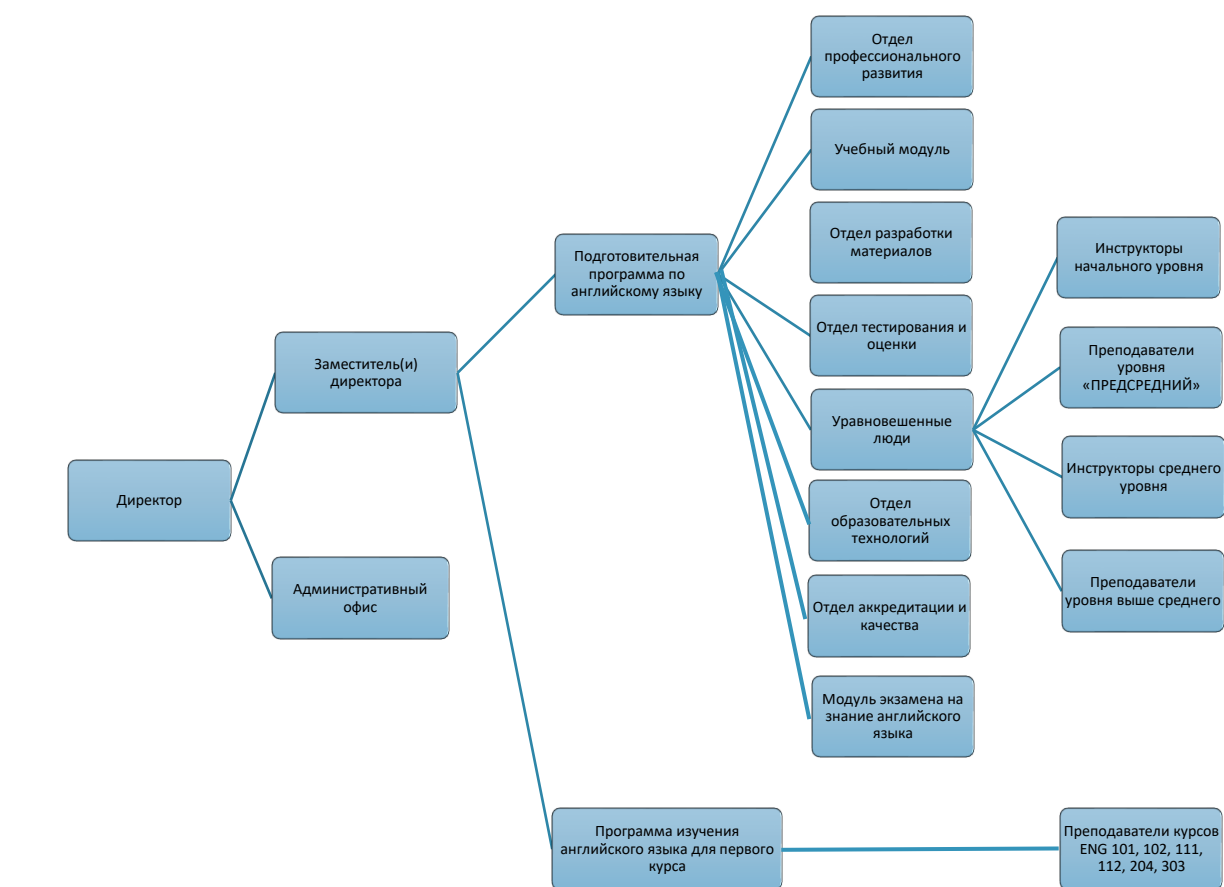 Директор
Заместитель(и)
директора
Административный
офис
Подготовительная
программа по
английскому языку
Программа изучения
английского языка для первого
курса
Отдел
профессионального
развития
Учебный модуль
Отдел разработки
материалов
Отдел тестирования и
оценки
Уравновешенные
люди
Отдел
образовательных
технологий
Отдел аккредитации и
качества
Модуль экзамена на
знание английского
языка
Инструкторы
начального уровня
Преподаватели
уровня
«ПРЕДСРЕДНИЙ»
Инструкторы среднего
уровня
Преподаватели
уровня выше среднего
Преподаватели курсов
ENG 101, 102, 111,
112, 204, 303